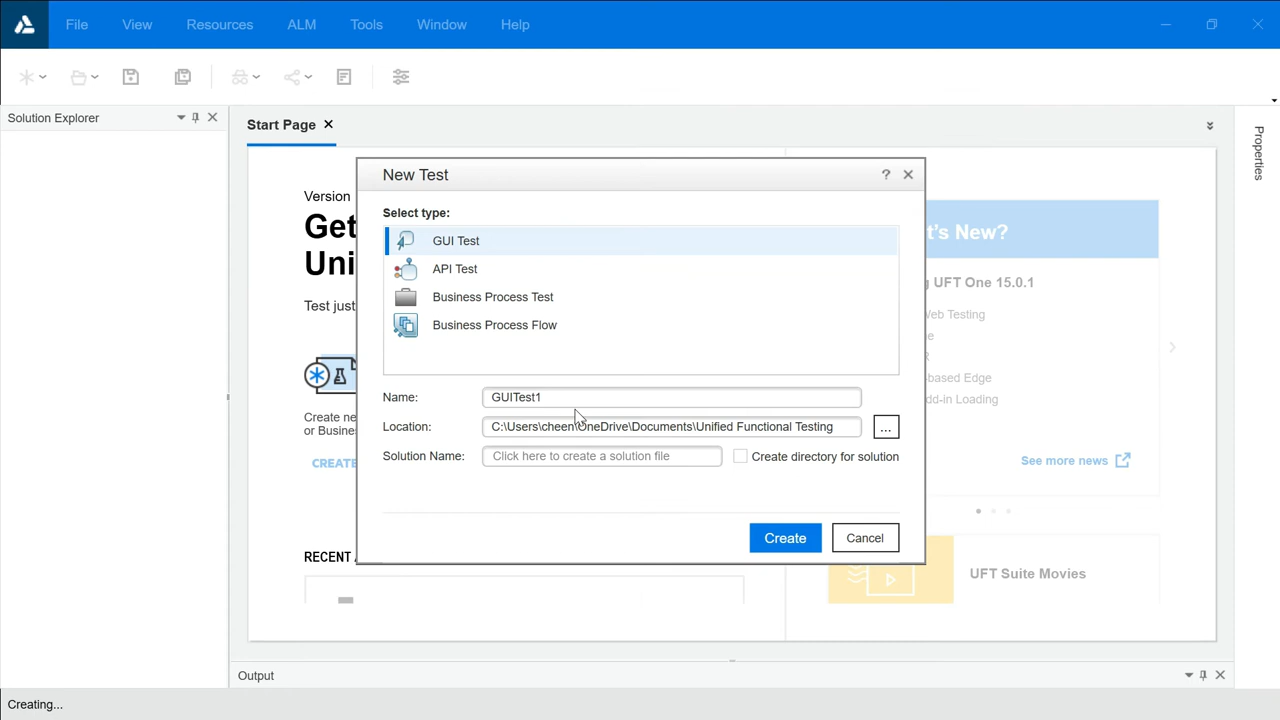 File View Resources ALM Tools Window Help
Solution Explorer
Start Page
Properties
Version
Get
Uni
Test just
Create ne
or Busine
CREATE
RECENT
New Test
?
Select type:
GUI Test
API Test
Business Process Test
Business Process Flow
Name: GUITest1
Location: C:\Users\cheen\OneDrive\Documents\Unified Functional Testing ...
Solution Name: Click here to create a solution file Create directory for solution
Create Cancel
t's New?
UFT One 15.0.1
eb Testing
e
R
based Edge
dd-in Loading
See more news
UFT Suite Movies
Output
Creating...